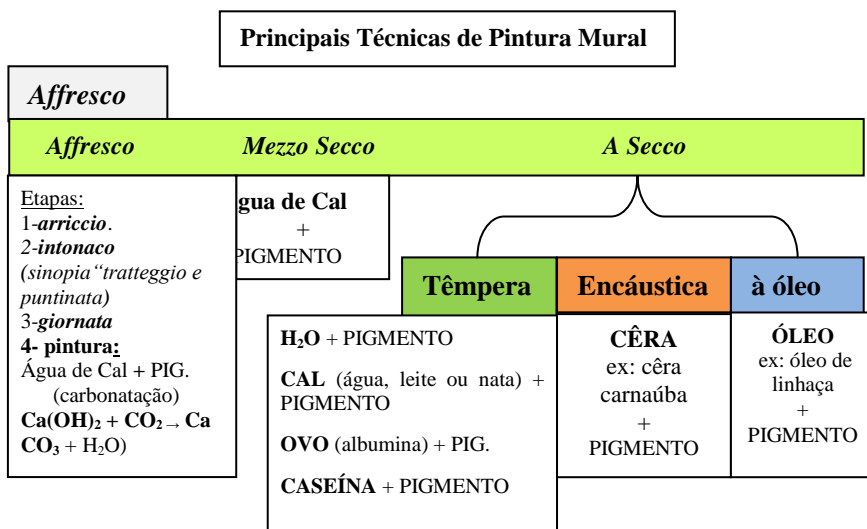 Principais Técnicas de Pintura Mural
Affresco
Affresco Mezzo Secco A Secco
Etapas:
1-arriccio.
2-intonaco
(sinopia“tratteggio e
puntinata)
3-giornata
4- pintura:
Água de Cal + PIG.
(carbonatação)
Ca(OH)₂ + CO₂→ Ca
CO₃ + H₂O)
gua de Cal
+
PIGMENTO
Têmpera
H₂O + PIGMENTO
CAL (água, leite ou nata) +
PIGMENTO
OVO (albumina) + PIG.
CASEÍNA + PIGMENTO
Encáustica
CÊRA
ex: cêra
carnaúba
+
PIGMENTO
à óleo
ÓLEO
ex: óleo de
linhaça
+
PIGMENTO